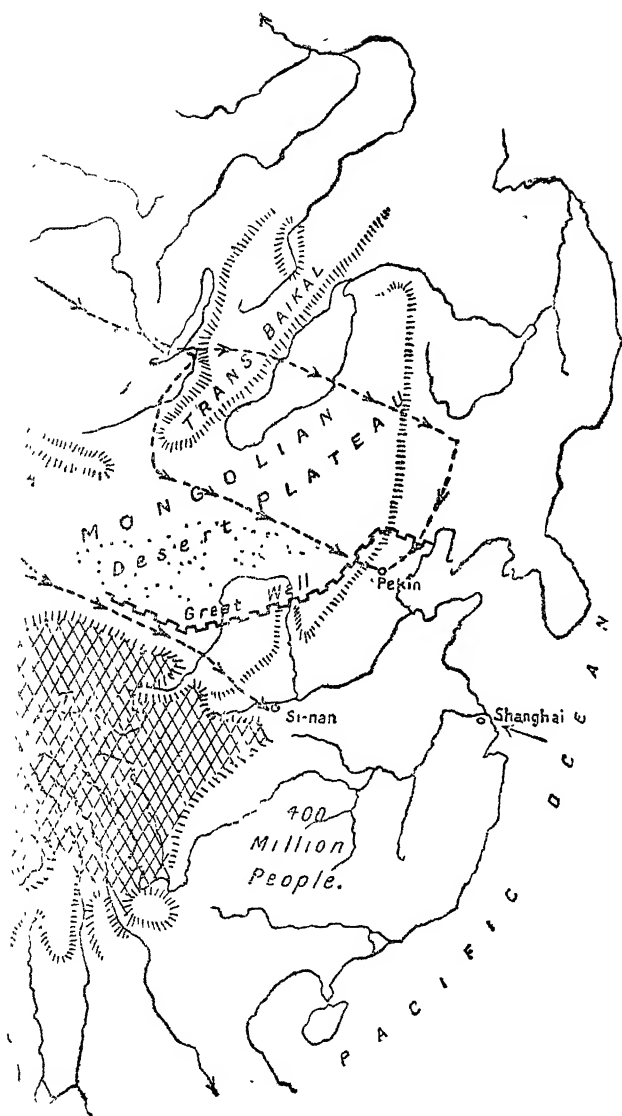 TRANS BAIKAL
MONGOLIAN
PLATEAU
Desert
Great Wall
Pekin
Si-nan
Shanghai
400
Million
People.
PACIFIC OCEAN